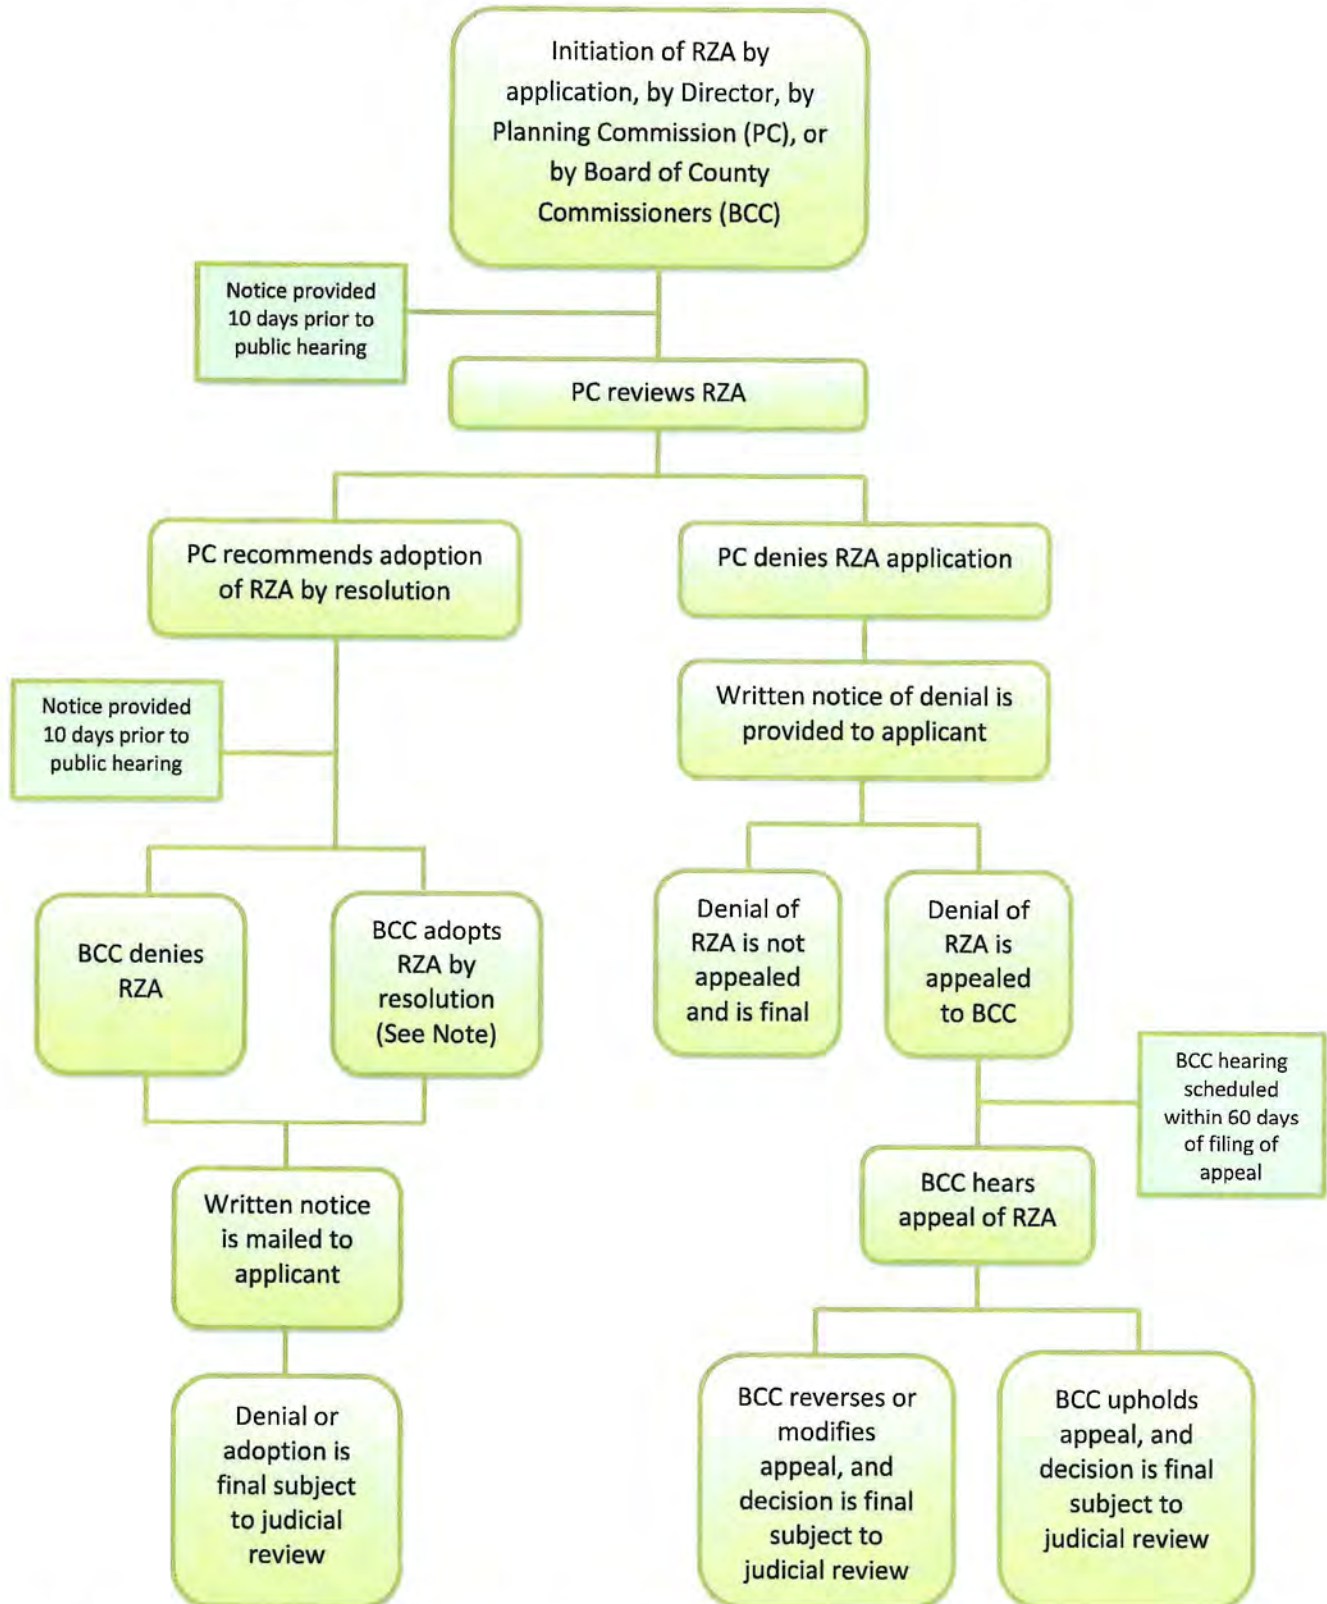 Initiation of RZA by
application, by Director, by
Planning Commission (PC), or
by Board of County
Commissioners (BCC)
Notice provided
10 days prior to
public hearing
PC reviews RZA
PC recommends adoption
of RZA by resolution
PC denies RZA application
Written notice of denial is
provided to applicant
Notice provided
10 days prior to
public hearing
BCC denies
RZA
BCC adopts
RZA by
resolution
(See Note)
Denial of
RZA is not
appealed
and is final
Denial of
RZA is
appealed
to BCC
BCC hearing
scheduled
within 60 days
of filing of
appeal
Written notice
is mailed to
applicant
BCC hears
appeal of RZA
Denial or
adoption is
final subject
to judicial
review
BCC reverses or
modifies
appeal, and
decision is final
subject to
judicial review
BCC upholds
appeal, and
decision is final
subject to
judicial review